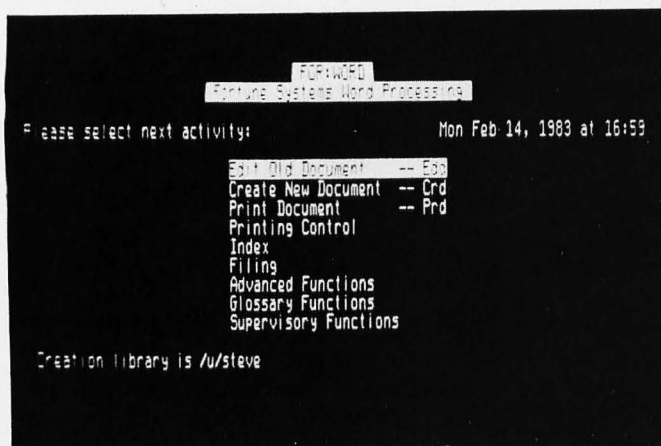 FOR:WORD
Fortune Systems Word Processing
Please select next activity: Mon Feb 14, 1983 at 16:59
Edit Old Document -- Edd
Create New Document -- Crd
Print Document -- Prd
Printing Control
Index
Filing
Advanced Functions
Glossary Functions
Supervisory Functions
Creation library is /u/steve